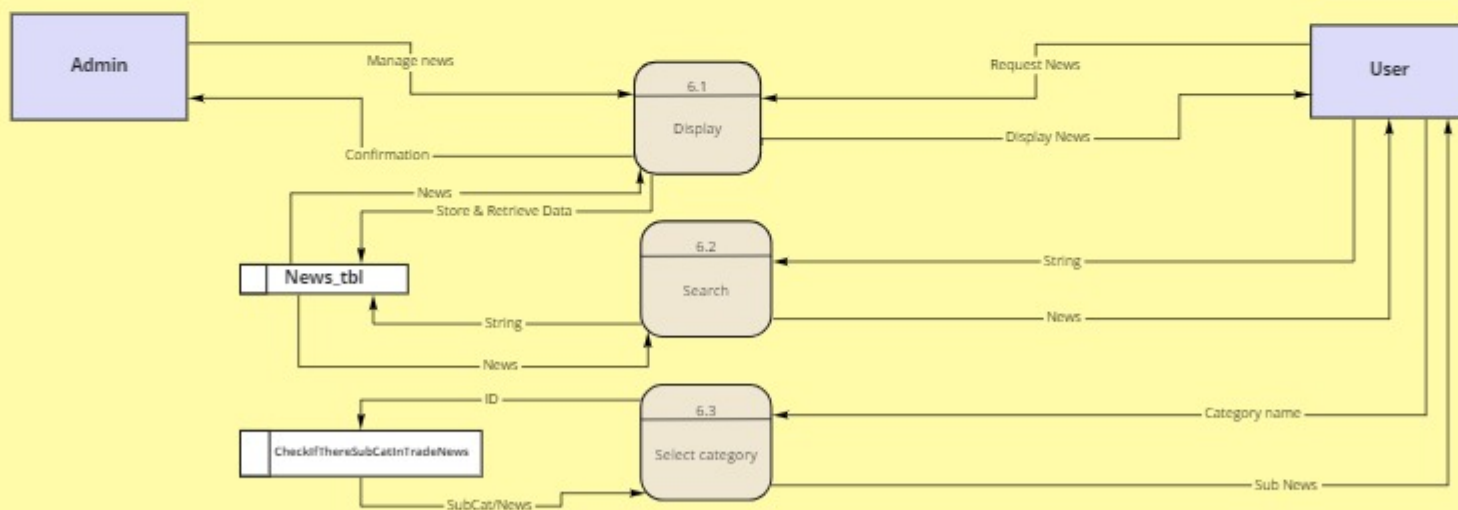 Admin
Manage news
Request News
User
6.1
Display
Display News
Confirmation
News
Store & Retrieve Data
6.2
News_tbl
String
Search
String
News
News
ID
6.3
Category name
CheckIfThereSubCatInTradeNews
Select category
Sub News
SubCat/News